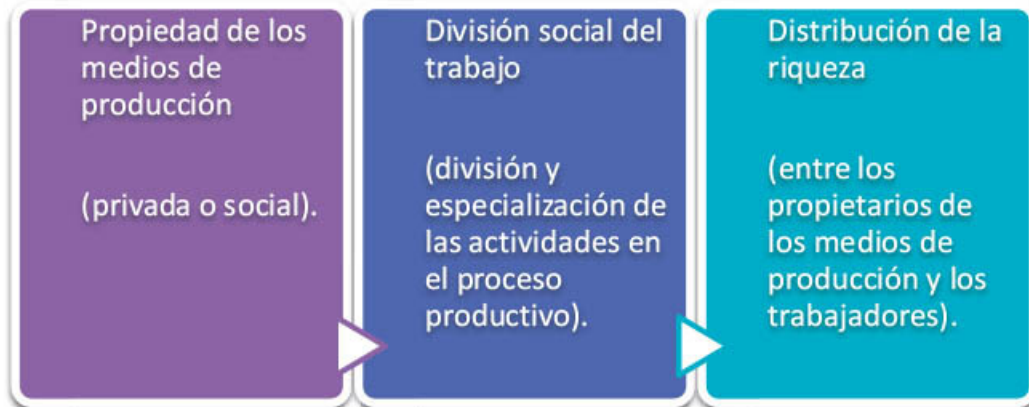 Propiedad de los
medios de
producción
(privada o social).
División social del
trabajo
(división y
especialización de
las actividades en
el proceso
productivo).
Distribución de la
riqueza
(entre los
propietarios de
los medios de
producción y los
trabajadores).